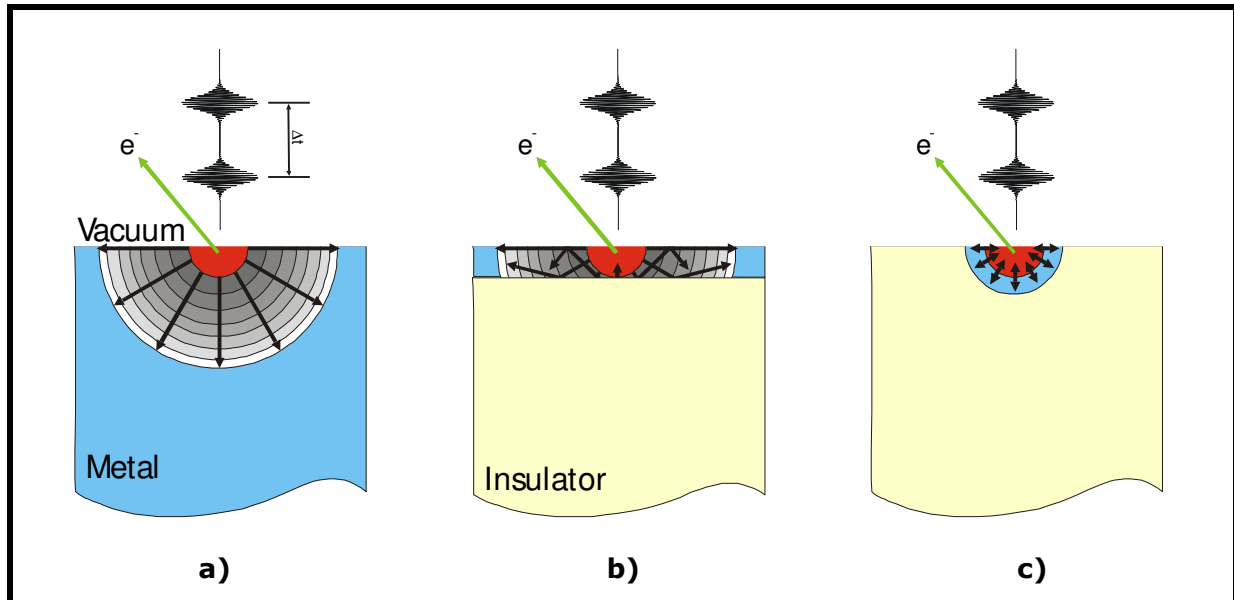 Δt
e-
e-
e-
Vacuum
Metal
Insulator
a)
b)
c)